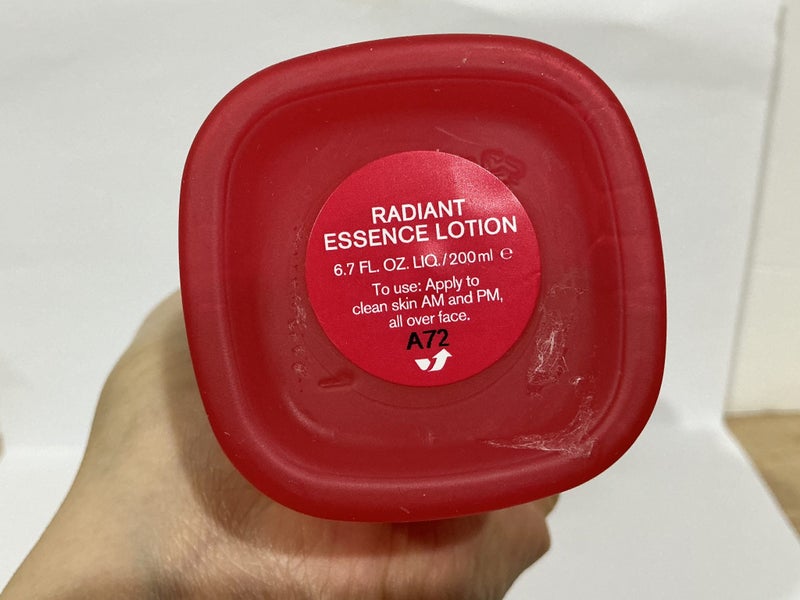 RADIANT
ESSENCE LOTION
6.7 FL. OZ. LIQ./200ml ℮
To use: Apply to
clean skin AM and PM,
all over face.
A72